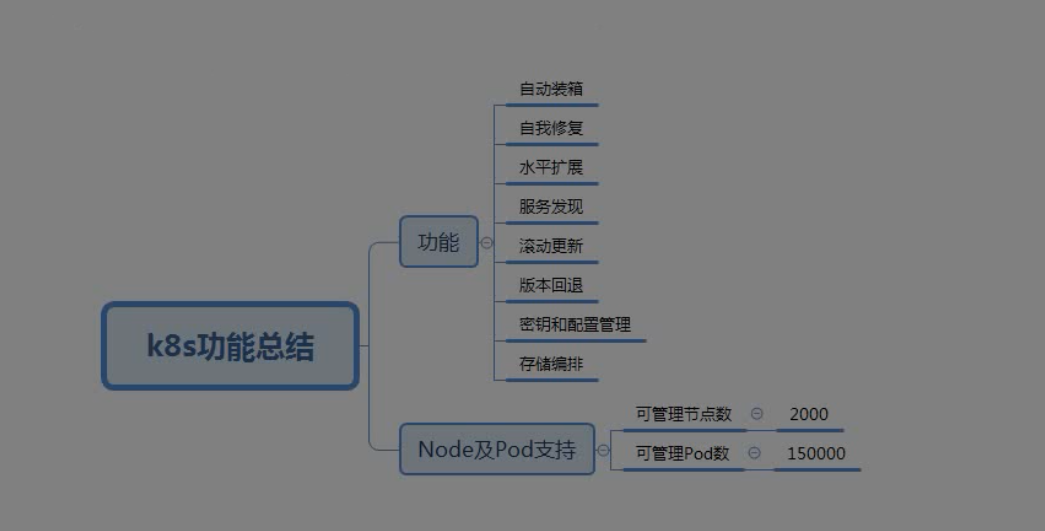 k8s功能总结
功能
自动装箱
自我修复
水平扩展
服务发现
滚动更新
版本回退
密钥和配置管理
存储编排
Node及Pod支持
可管理节点数 2000
可管理Pod数 150000